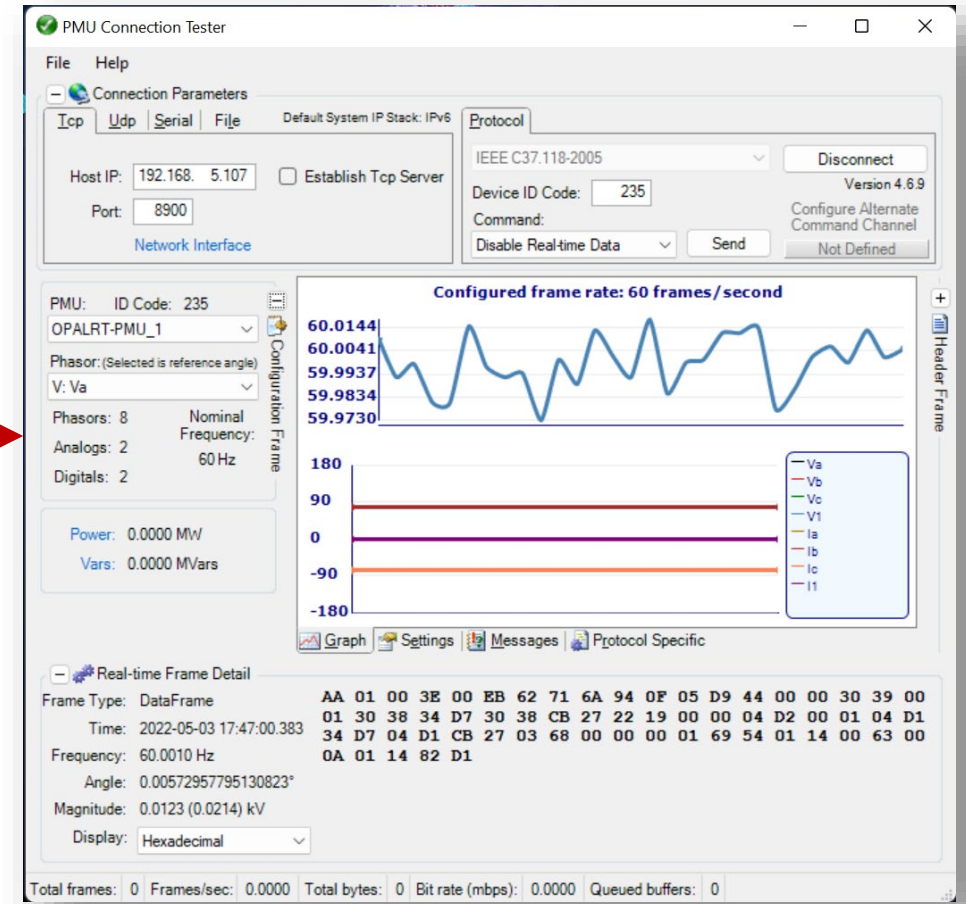 PMU Connection Tester
File Help
Connection Parameters
Tcp Udp Serial File Default System IP Stack: IPv6
Host IP: 192.168. 5.107 Establish Tcp Server
Port: 8900
Network Interface
Protocol
IEEE C37.118-2005 Disconnect
Version 4.6.9
Device ID Code: 235
Configure Alternate
Command Channel
Command:
Disable Real-time Data Send Not Defined
PMU: ID Code: 235
OPALRT-PMU_1
Phasor: (Selected is reference angle)
V: Va
Phasors: 8 Nominal
Frequency:
Analogs: 2 60 Hz
Digitals: 2
Configuration Frame
Power: 0.0000 MW
Vars: 0.0000 MVars
Configured frame rate: 60 frames/second
60.0144
60.0041
59.9937
59.9834
59.9730
180
90
0
-90
-180
Va
Vb
Vc
V1
Ia
Ib
Ic
I1
Header Frame
Graph Settings Messages Protocol Specific
Real-time Frame Detail
Frame Type: DataFrame
Time: 2022-05-03 17:47:00.383
Frequency: 60.0010 Hz
Angle: 0.00572957795130823°
Magnitude: 0.0123 (0.0214) kV
Display: Hexadecimal
AA 01 00 3E 00 EB 62 71 6A 94 0F 05 D9 44 00 00 30 39 00
01 30 38 34 D7 30 38 CB 27 22 19 00 00 04 D2 00 01 04 D1
34 D7 04 D1 CB 27 03 68 00 00 00 01 69 54 01 14 00 63 00
0A 01 14 82 D1
Total frames: 0 Frames/sec: 0.0000 Total bytes: 0 Bit rate (mbps): 0.0000 Queued buffers: 0